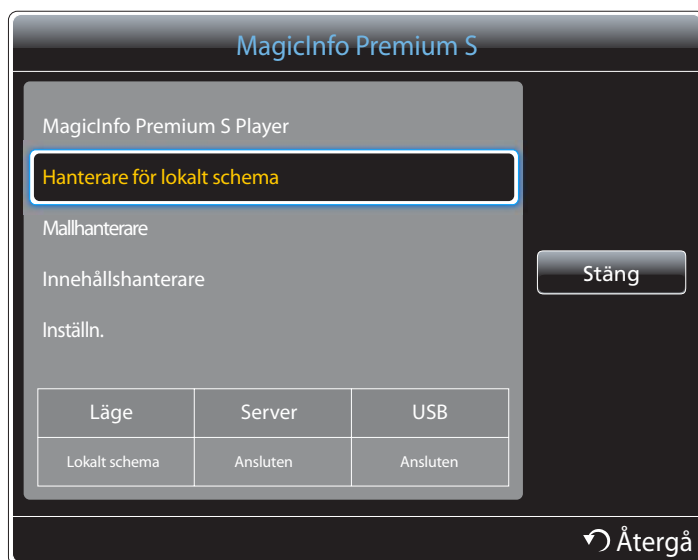 MagicInfo Premium S
MagicInfo Premium S Player
Hanterare för lokalt schema
Mallhanterare
Innehållshanterare
Stäng
Inställn.
Läge Server USB
Lokalt schema Ansluten Ansluten
Återgå